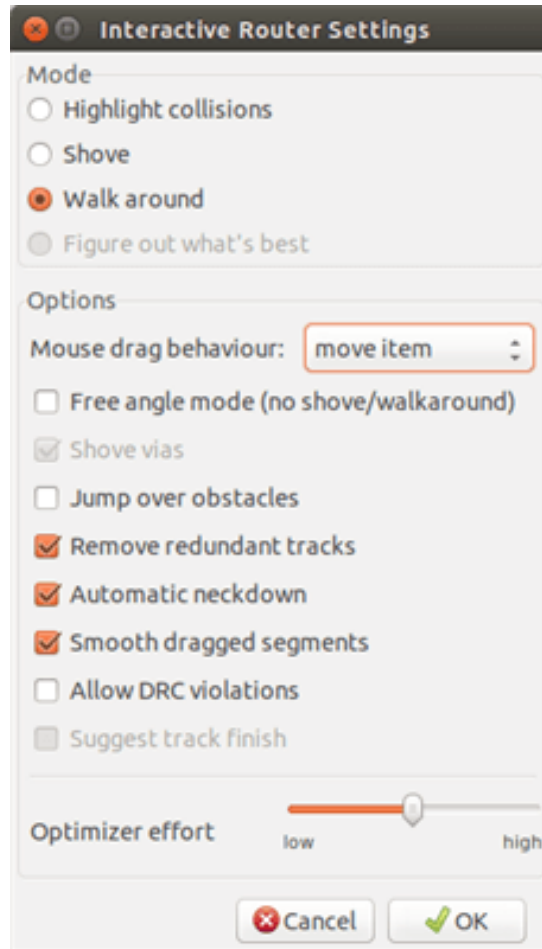 Interactive Router Settings
Mode
Highlight collisions
Shove
Walk around
Figure out what's best
Options
Mouse drag behaviour: move item
Free angle mode (no shove/walkaround)
Shove vias
Jump over obstacles
Remove redundant tracks
Automatic neckdown
Smooth dragged segments
Allow DRC violations
Suggest track finish
Optimizer effort
low high
Cancel OK